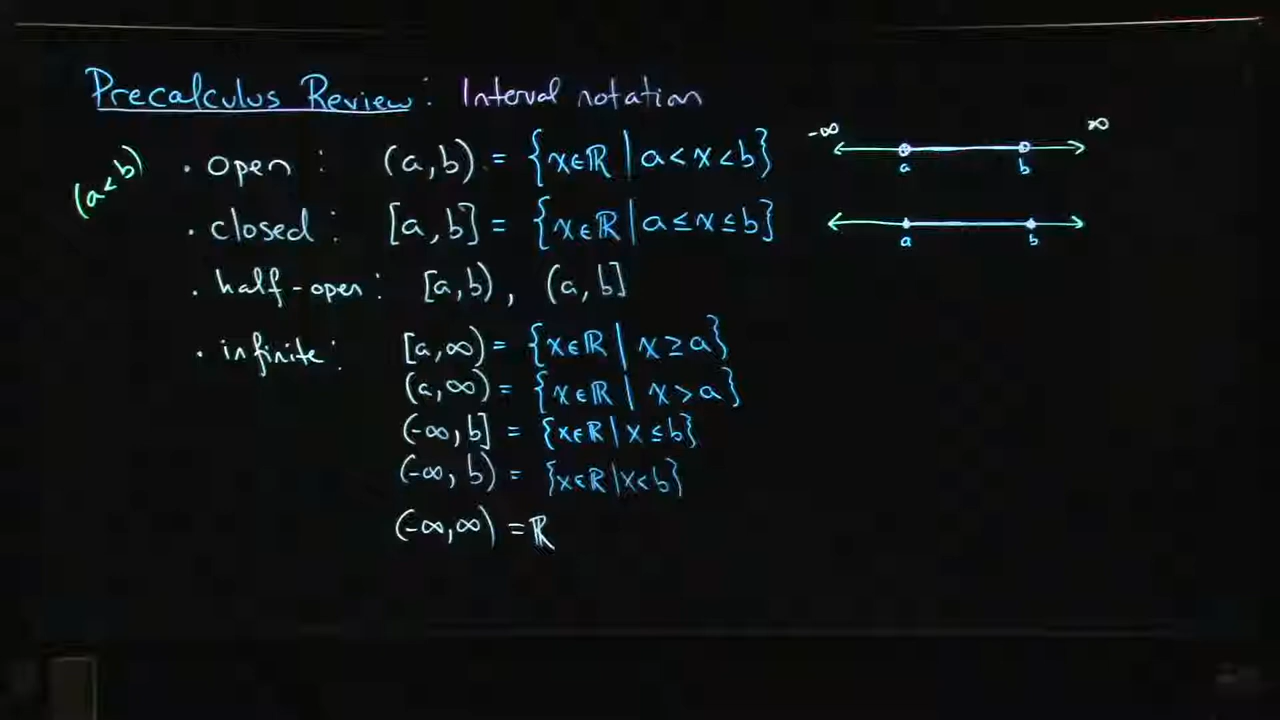 Precalculus Review: Interval notation
(a<b)
• open : (a,b) = {x∈ℝ | a<x<b}
-∞ ∞
a b
• closed : [a,b] = {x∈ℝ | a≤x≤b}
a b
• half-open : [a,b) , (a,b]
• infinite : [a,∞) = {x∈ℝ | x≥a}
(a,∞) = {x∈ℝ | x>a}
(-∞,b] = {x∈ℝ | x≤b}
(-∞,b) = {x∈ℝ | x<b}
(-∞,∞) = ℝ